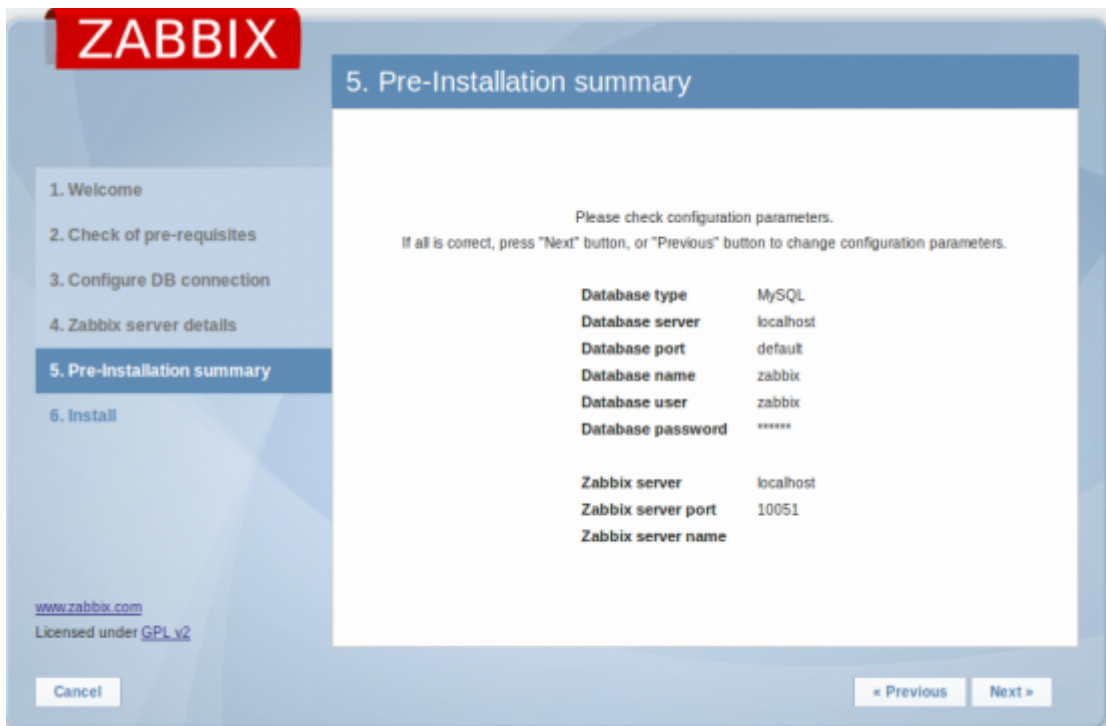 ZABBIX
5. Pre-Installation summary
1. Welcome
2. Check of pre-requisites
3. Configure DB connection
4. Zabbix server details
5. Pre-Installation summary
6. Install
Please check configuration parameters.
If all is correct, press "Next" button, or "Previous" button to change configuration parameters.
Database type MySQL
Database server localhost
Database port default
Database name zabbix
Database user zabbix
Database password ******
Zabbix server localhost
Zabbix server port 10051
Zabbix server name
www.zabbix.com
Licensed under GPL v2
Cancel
« Previous Next »